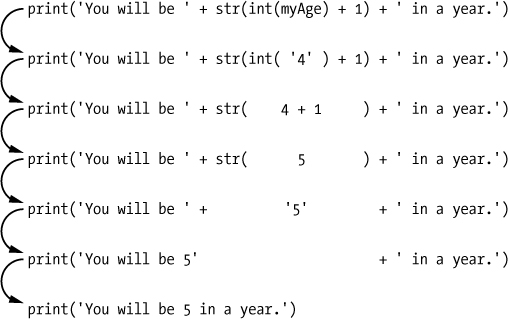 print('You will be ' + str(int(myAge) + 1) + ' in a year.')
print('You will be ' + str(int( '4' ) + 1) + ' in a year.')
print('You will be ' + str( 4 + 1 ) + ' in a year.')
print('You will be ' + str( 5 ) + ' in a year.')
print('You will be ' + '5' + ' in a year.')
print('You will be 5' + ' in a year.')
print('You will be 5 in a year.')